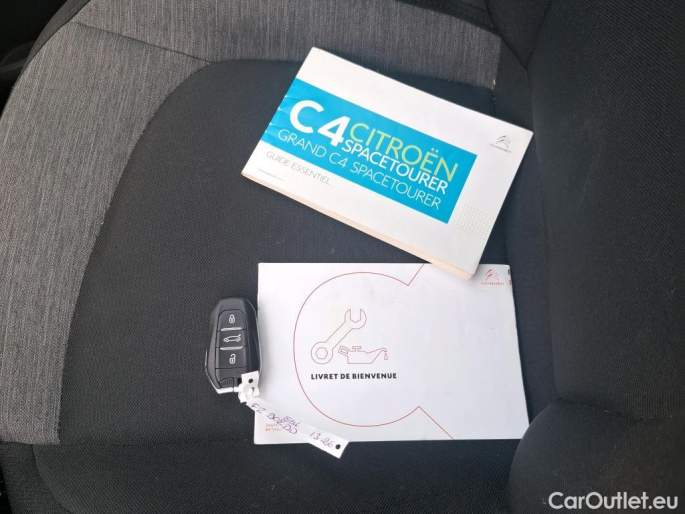 C4 CITROËN
SPACETOURER
GRAND C4 SPACETOURER
GUIDE ESSENTIEL
LIVRET DE BIENVENUE
CarOutlet.eu